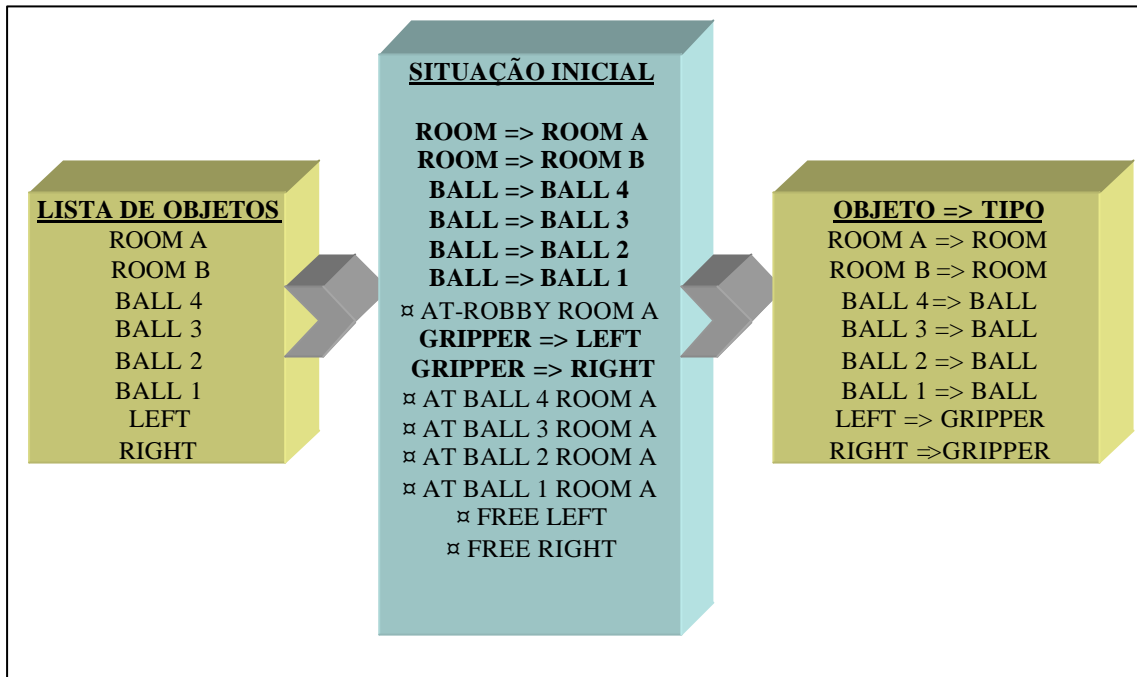 LISTA DE OBJETOS
ROOM A
ROOM B
BALL 4
BALL 3
BALL 2
BALL 1
LEFT
RIGHT
SITUAÇÃO INICIAL
ROOM => ROOM A
ROOM => ROOM B
BALL => BALL 4
BALL => BALL 3
BALL => BALL 2
BALL => BALL 1
¤ AT-ROBBY ROOM A
GRIPPER => LEFT
GRIPPER => RIGHT
¤ AT BALL 4 ROOM A
¤ AT BALL 3 ROOM A
¤ AT BALL 2 ROOM A
¤ AT BALL 1 ROOM A
¤ FREE LEFT
¤ FREE RIGHT
OBJETO => TIPO
ROOM A => ROOM
ROOM B => ROOM
BALL 4 => BALL
BALL 3 => BALL
BALL 2 => BALL
BALL 1 => BALL
LEFT => GRIPPER
RIGHT =>GRIPPER